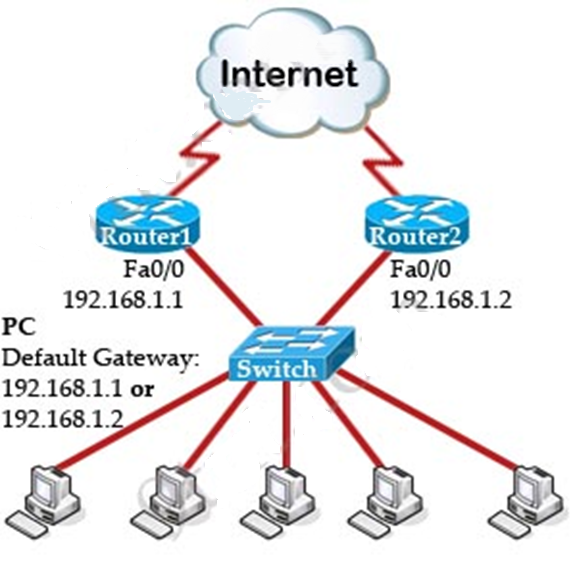 Internet
Router1
Router2
Fa0/0
192.168.1.1
Fa0/0
192.168.1.2
PC
Default Gateway:
192.168.1.1 or
192.168.1.2
Switch